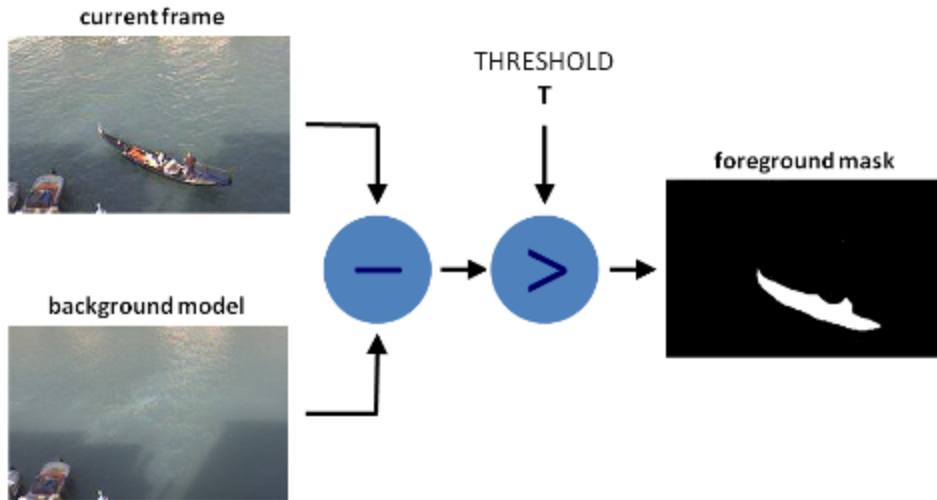 current frame
THRESHOLD
T
foreground mask
−
>
background model